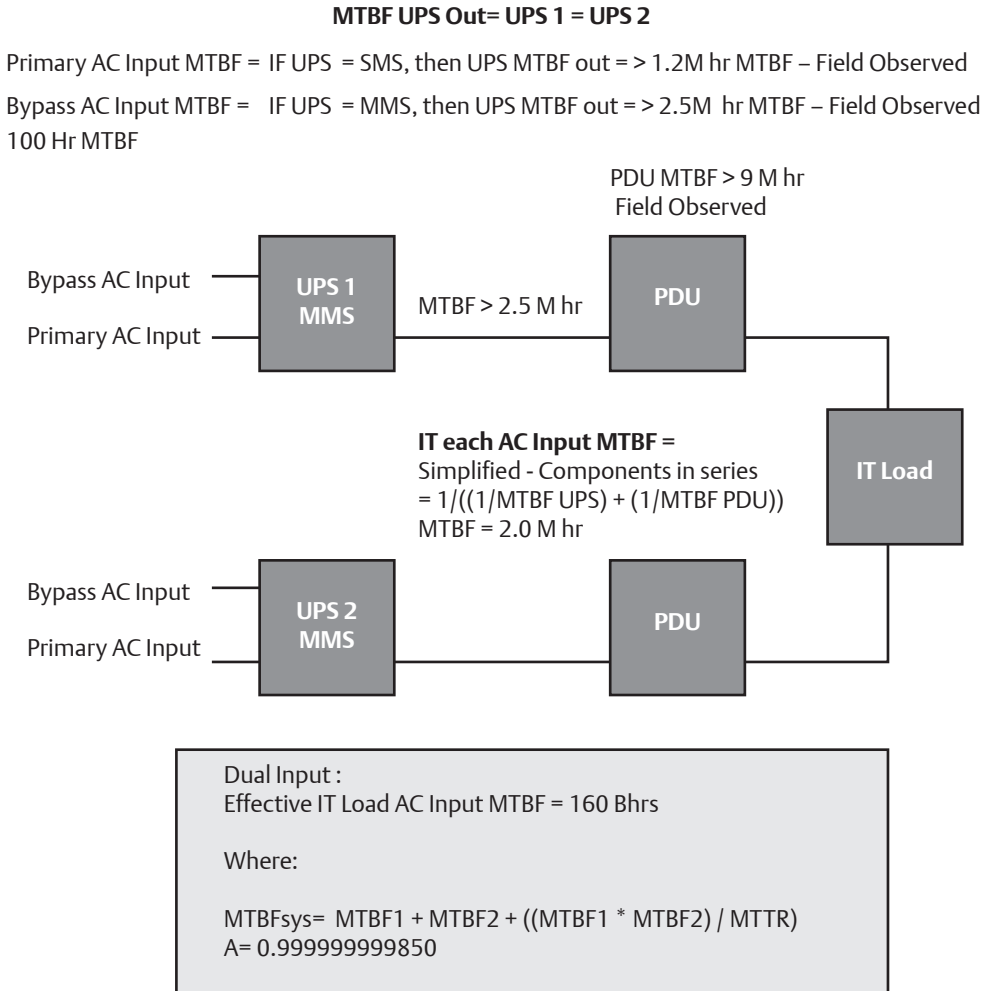 MTBF UPS Out= UPS 1 = UPS 2
Primary AC Input MTBF = IF UPS = SMS, then UPS MTBF out = > 1.2M hr MTBF – Field Observed
Bypass AC Input MTBF = IF UPS = MMS, then UPS MTBF out = > 2.5M hr MTBF – Field Observed
100 Hr MTBF
PDU MTBF > 9 M hr
Field Observed
Bypass AC Input
Primary AC Input
UPS 1
MMS
MTBF > 2.5 M hr
PDU
IT each AC Input MTBF =
Simplified - Components in series
= 1/((1/MTBF UPS) + (1/MTBF PDU))
MTBF = 2.0 M hr
IT Load
Bypass AC Input
Primary AC Input
UPS 2
MMS
PDU
Dual Input :
Effective IT Load AC Input MTBF = 160 Bhrs
Where:
MTBFsys= MTBF1 + MTBF2 + ((MTBF1 * MTBF2) / MTTR)
A= 0.999999999850